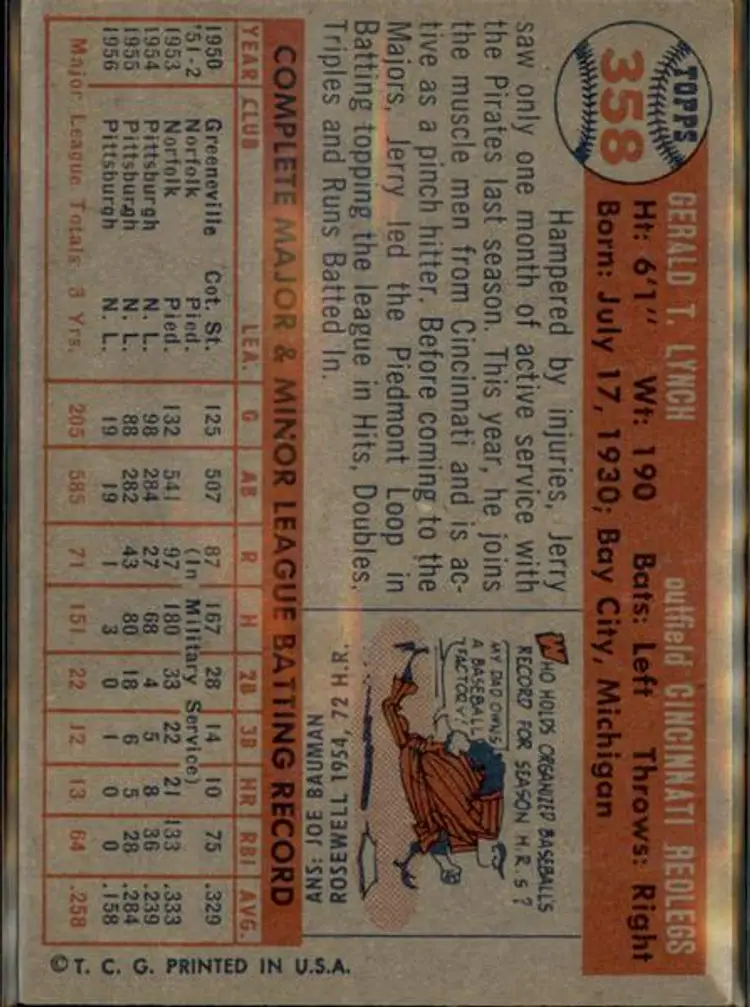 TOPPS
358
GERALD T. LYNCH outfield CINCINNATI REDLEGS
Ht: 6'1" Wt: 190 Bats: Left Throws: Right
Born: July 17, 1930; Bay City, Michigan
Hampered by injuries, Jerry
saw only one month of active service with
the Pirates last season. This year, he joins
the muscle men from Cincinnati and is ac-
tive as a pinch hitter. Before coming to the
Majors, Jerry led the Piedmont Loop in
Batting topping the league in Hits, Doubles,
Triples and Runs Batted In.
WHO HOLDS ORGANIZED BASEBALL'S
RECORD FOR SEASON H.R.s?
MY DAD OWNS
A BASEBALL
FACTORY!
ANS: JOE BAUMAN
ROSEWELL 1954, 72 H.R.
COMPLETE MAJOR & MINOR LEAGUE BATTING RECORD
YEAR CLUB LEA. G AB R H 2B 3B HR RBI AVG.
1950 Greeneville Cot. St. 125 507 87 167 28 14 10 75 .329
'51-2 Norfolk Pied. (In Military Service)
1953 Norfolk Pied. 132 541 97 180 33 22 21 133 .333
1954 Pittsburgh N. L. 98 284 27 68 4 5 8 36 .239
1955 Pittsburgh N. L. 88 282 43 80 18 6 5 28 .284
1956 Pittsburgh N. L. 19 19 1 3 0 1 0 0 .158
Major League Totals 3 Yrs. 205 585 71 151 22 12 13 64 .258
©T. C. G. PRINTED IN U.S.A.